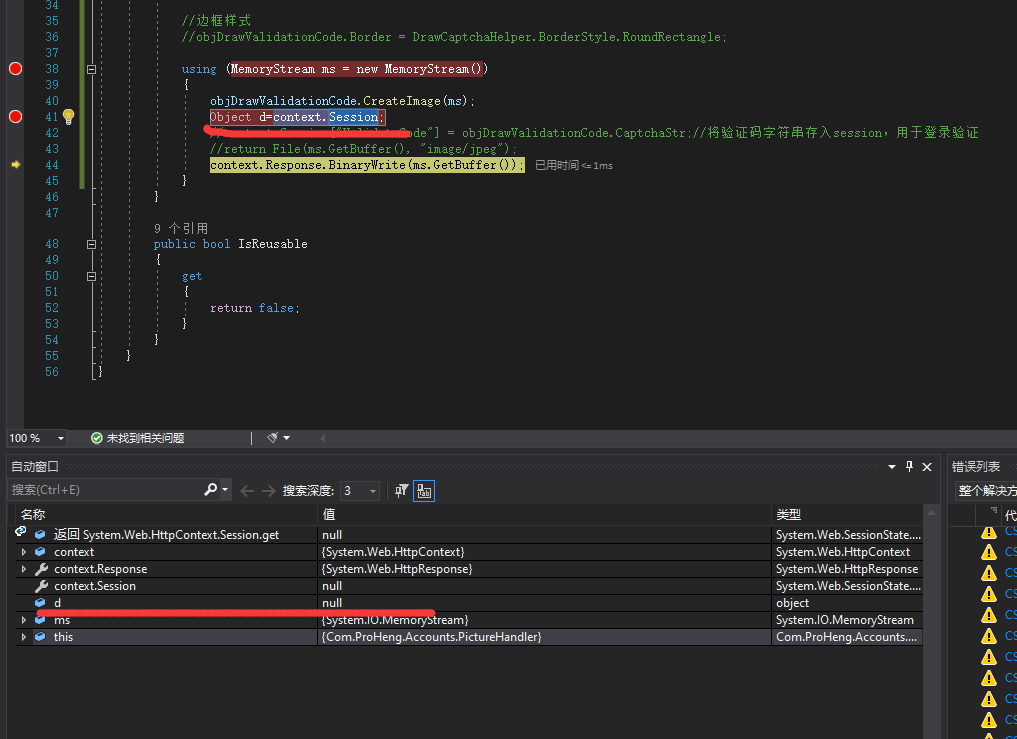 34
35 //边框样式
36 //objDrawValidationCode.Border = DrawCaptchaHelper.BorderStyle.RoundRectangle;
37
38 using (MemoryStream ms = new MemoryStream())
39 {
40 objDrawValidationCode.CreateImage(ms);
41 Object d=context.Session;
42 Code"] = objDrawValidationCode.CaptchaStr;//将验证码字符串存入session，用于登录验证
43 //return File(ms.GetBuffer(), "image/jpeg");
44 context.Response.BinaryWrite(ms.GetBuffer()); 已用时间<=1ms
45 }
46 }
47
9 个引用
48 public bool IsReusable
49 {
50 get
51 {
52 return false;
53 }
54 }
55 }
56 }
100 % 未找到相关问题
自动窗口
搜索(Ctrl+E) 搜索深度: 3
名称 值 类型
返回 System.Web.HttpContext.Session.get null System.Web.SessionState....
context {System.Web.HttpContext} System.Web.HttpContext
context.Response {System.Web.HttpResponse} System.Web.HttpResponse
context.Session null System.Web.SessionState....
d null object
ms {System.IO.MemoryStream} System.IO.MemoryStream
this {Com.ProHeng.Accounts.PictureHandler} Com.ProHeng.Accounts....
错误列表
整个解决方
代
CS
CS
CS
CS
CS
CS
CS
CS
CS
CS